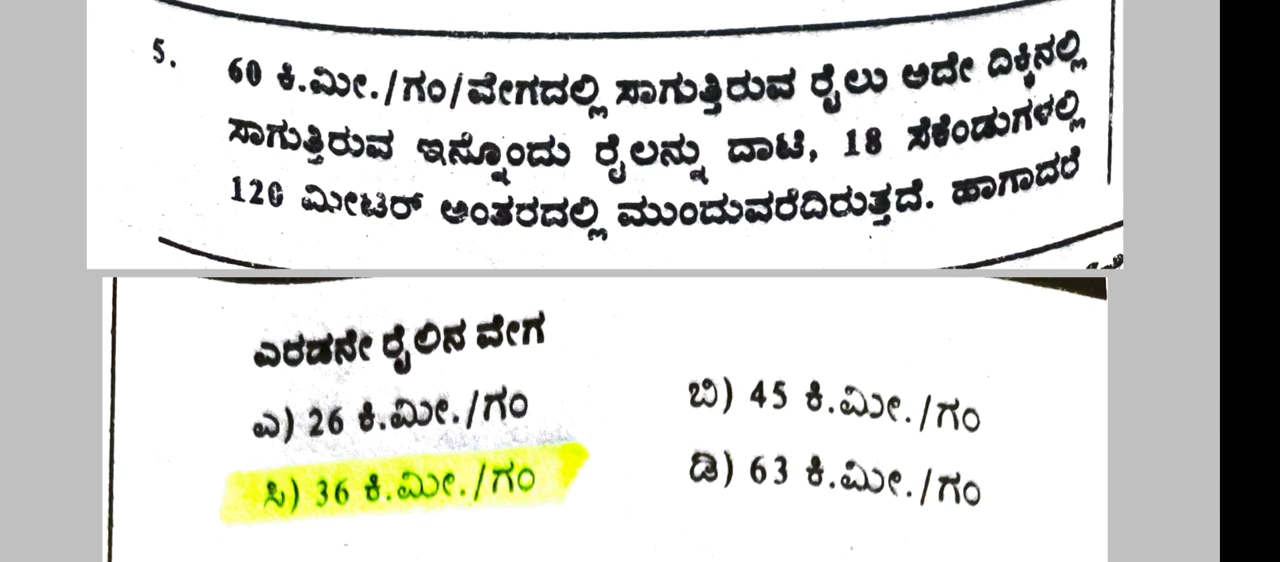 5. 60 ಕಿ.ಮೀ./ಗಂ/ವೇಗದಲ್ಲಿ ಸಾಗುತ್ತಿರುವ ರೈಲು ಅದೇ ದಿಕ್ಕಿನಲ್ಲಿ
ಸಾಗುತ್ತಿರುವ ಇನ್ನೊಂದು ರೈಲನ್ನು ದಾಟಿ, 18 ಸೆಕೆಂಡುಗಳಲ್ಲಿ
120 ಮೀಟರ್ ಅಂತರದಲ್ಲಿ ಮುಂದುವರೆದಿರುತ್ತದೆ. ಹಾಗಾದರೆ
ಎರಡನೇ ರೈಲಿನ ವೇಗ
ಎ) 26 ಕಿ.ಮೀ./ಗಂ ಬಿ) 45 ಕಿ.ಮೀ./ಗಂ
ಸಿ) 36 ಕಿ.ಮೀ./ಗಂ ಡಿ) 63 ಕಿ.ಮೀ./ಗಂ